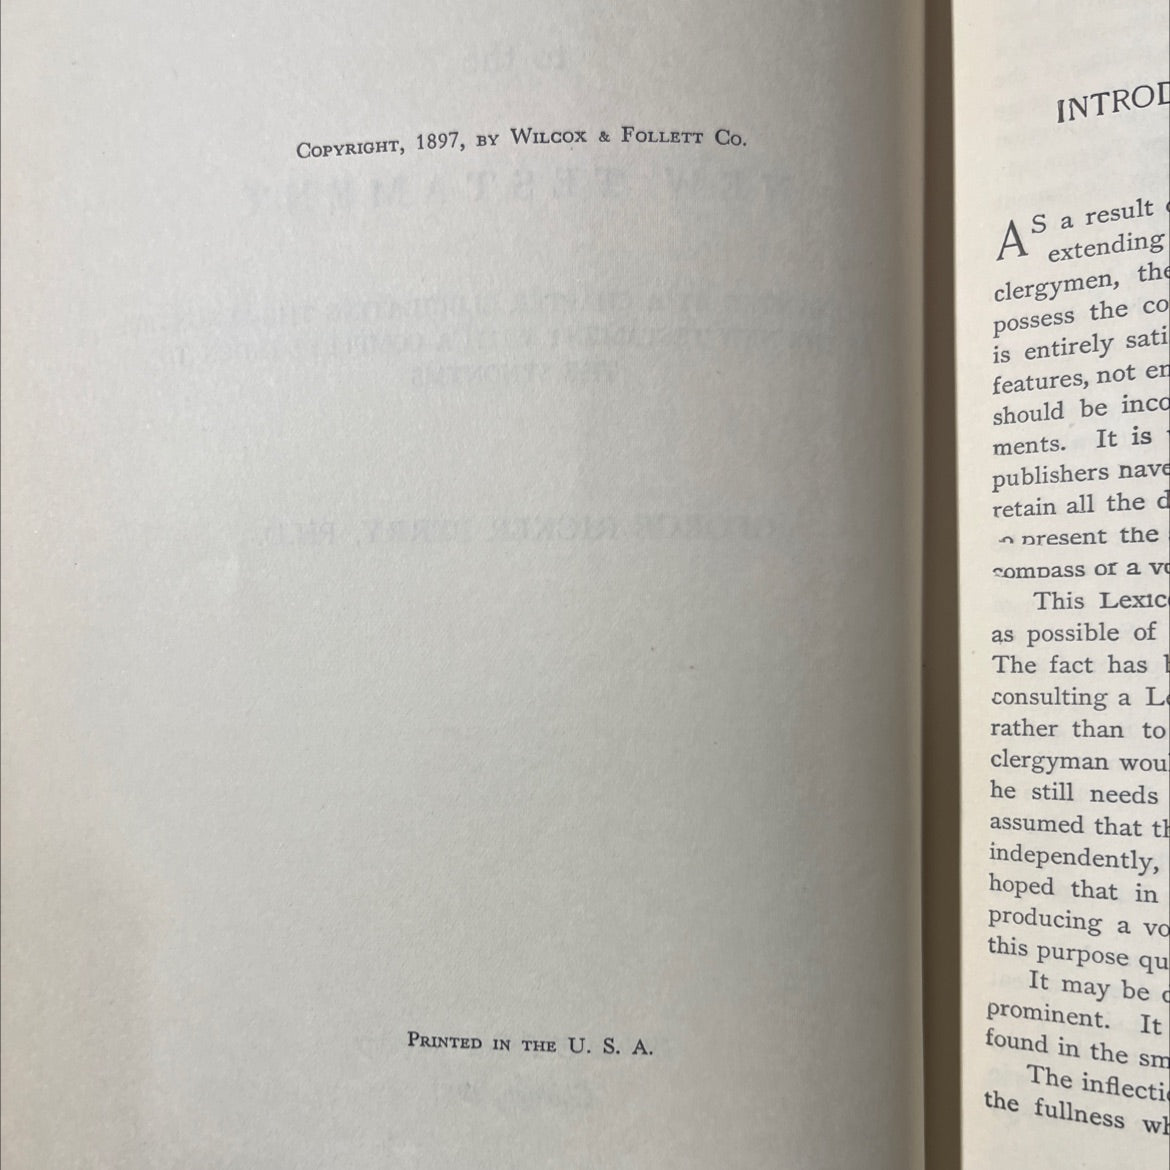 COPYRIGHT, 1897, BY WILCOX & FOLLETT CO.
PRINTED IN THE U. S. A.
INTROD
AS a result
extending
clergymen, the
possess the co
is entirely sati
features, not en
should be inco
ments. It is
publishers nave
retain all the d
present the
compass of a vo
This Lexic
as possible of
The fact has
consulting a Le
rather than to
clergyman woul
he still needs
assumed that th
independently,
hoped that in
producing a vo
this purpose qu
It may be
prominent. It
found in the sm
The inflecti
the fullness wh